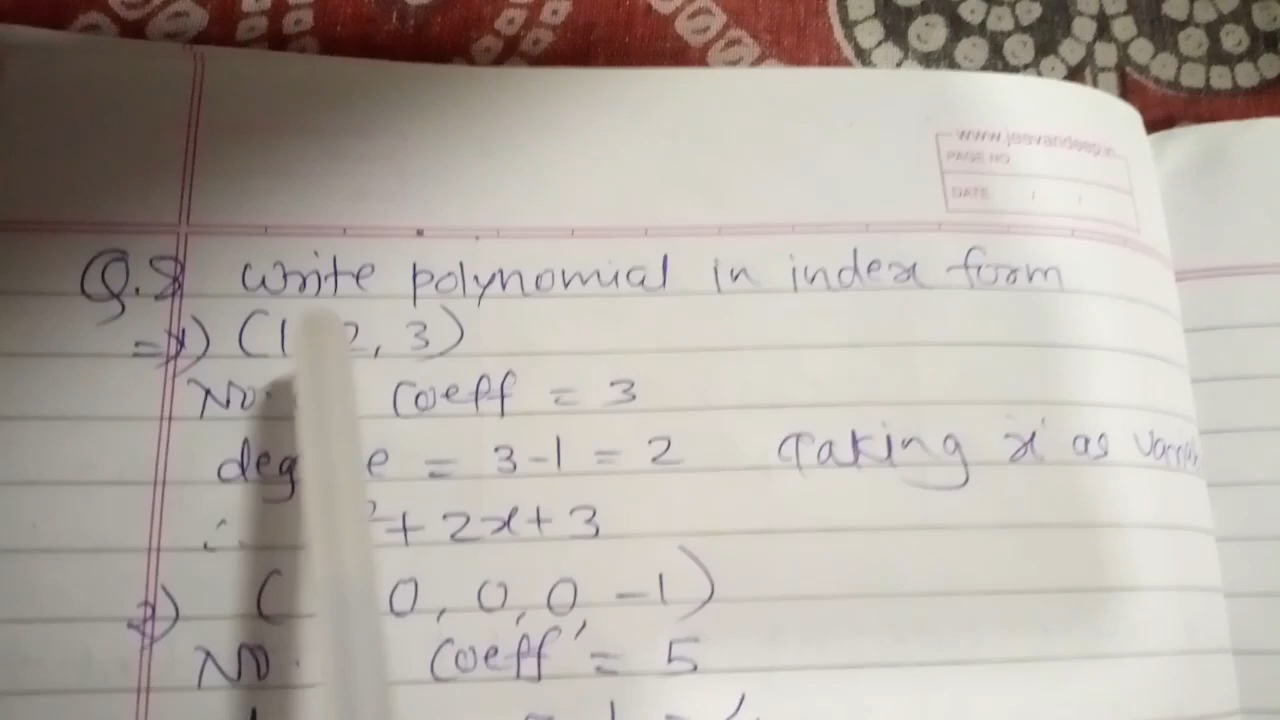 www.jeevandeep.in
PAGE NO
DATE / /
Q.8 Write polynomial in index form
=> 1) (1 2, 3)
No. coeff = 3
deg e = 3-1 = 2 Taking x as
∴ ²+ 2x+3
2) ( 0, 0, 0, -1)
No. coeff = 5